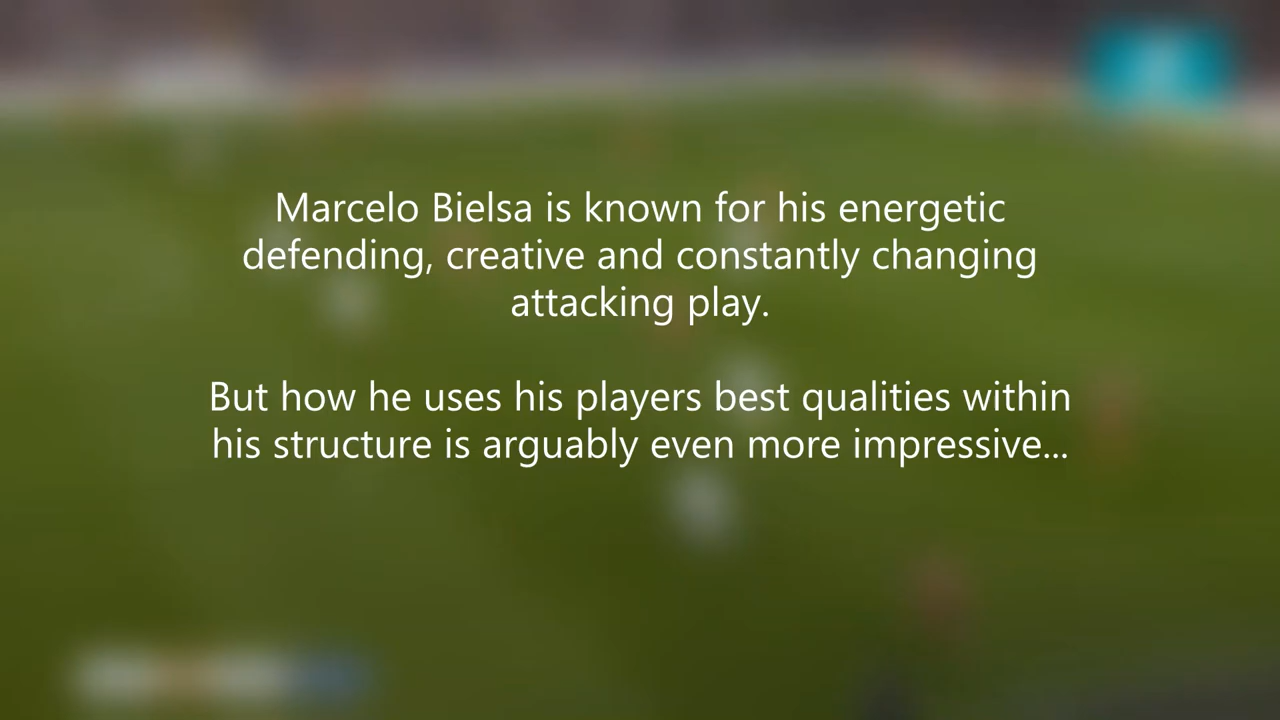 Marcelo Bielsa is known for his energetic
defending, creative and constantly changing
attacking play.
But how he uses his players best qualities within
his structure is arguably even more impressive...